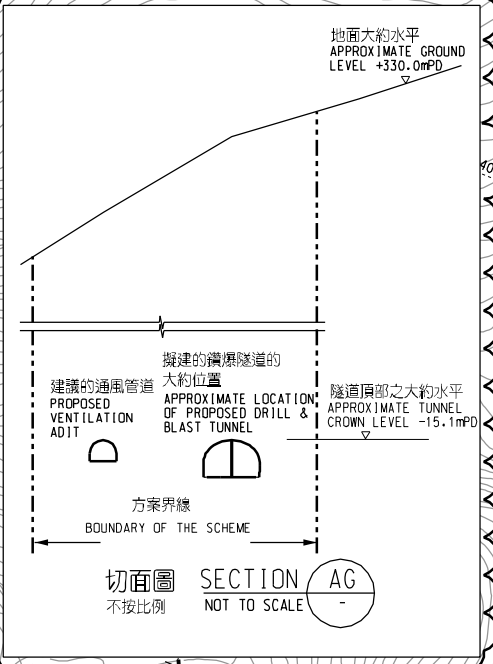 地面大約水平
APPROXIMATE GROUND
LEVEL +330.0mPD
擬建的鑽爆隧道的
大約位置
APPROXIMATE LOCATION
OF PROPOSED DRILL &
BLAST TUNNEL
建議的通風管道
PROPOSED
VENTILATION
ADIT
隧道頂部之大約水平
APPROXIMATE TUNNEL
CROWN LEVEL -15.1mPD
方案界線
BOUNDARY OF THE SCHEME
切面圖 SECTION AG
不按比例 NOT TO SCALE -